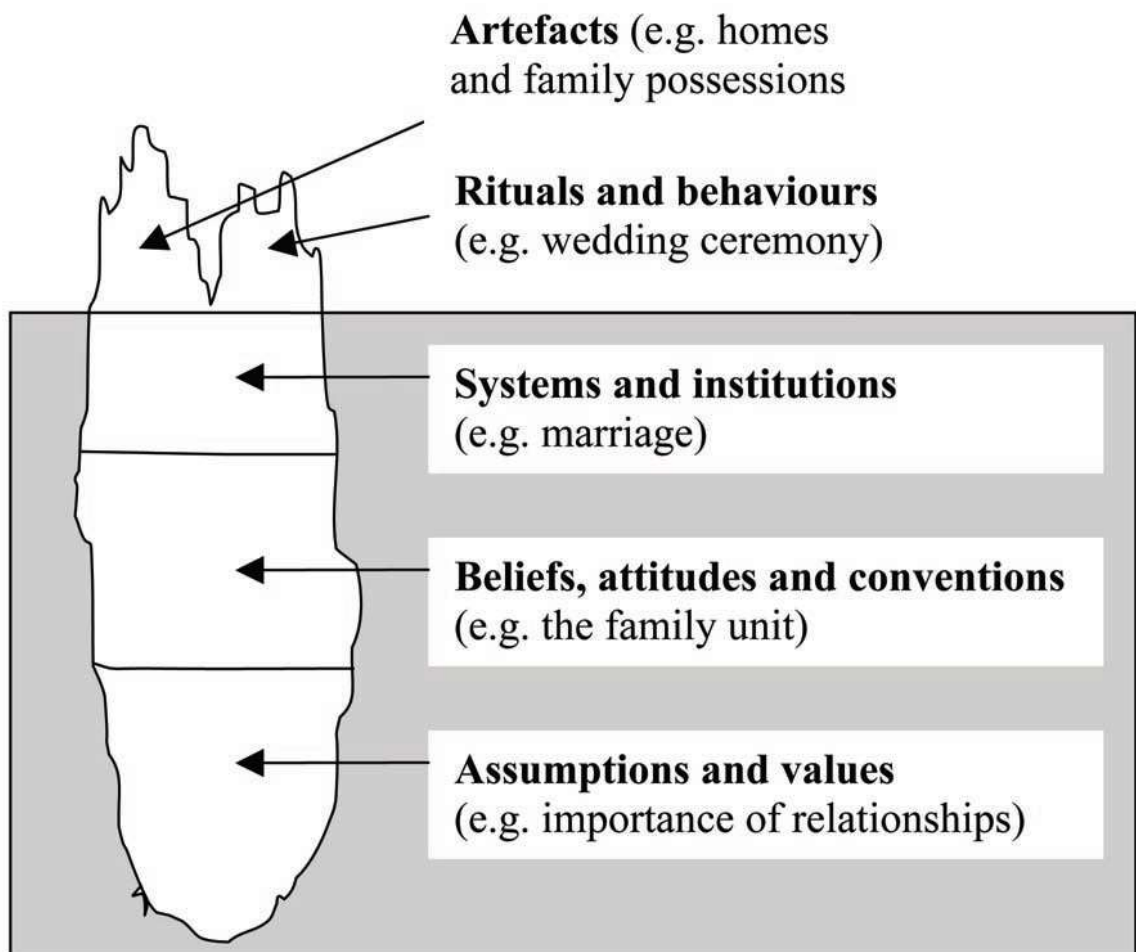 Artefacts (e.g. homes
and family possessions
Rituals and behaviours
(e.g. wedding ceremony)
Systems and institutions
(e.g. marriage)
Beliefs, attitudes and conventions
(e.g. the family unit)
Assumptions and values
(e.g. importance of relationships)